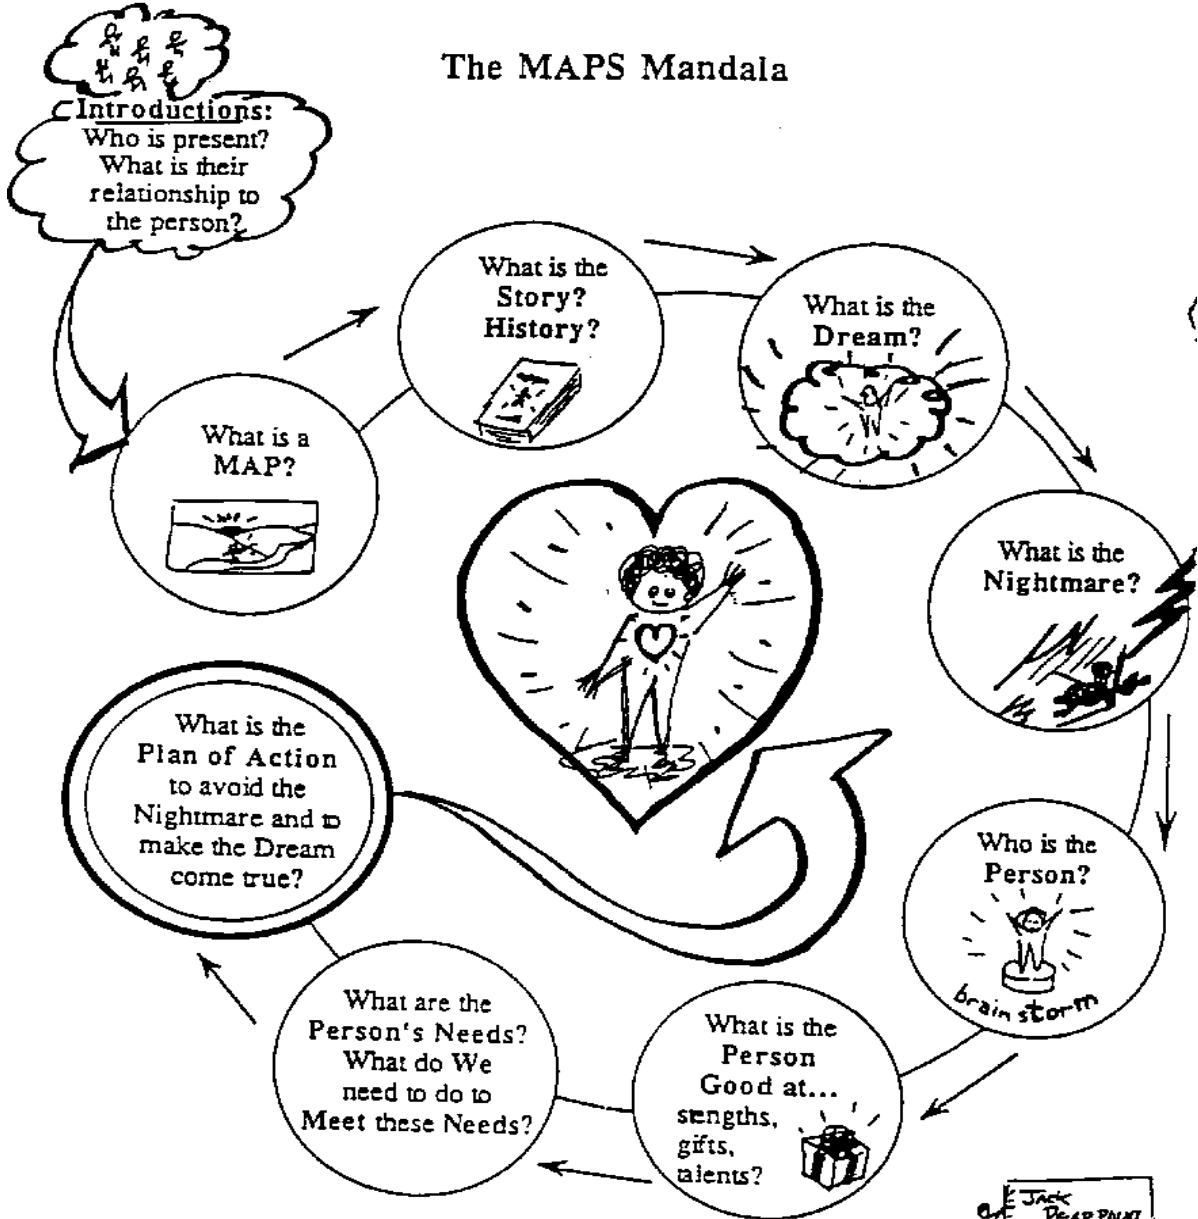 The MAPS Mandala
Introductions:
Who is present?
What is their
relationship to
the person?
What is a
MAP?
What is the
Story?
History?
What is the
Dream?
What is the
Nightmare?
Who is the
Person?
brainstorm
What is the
Person
Good at...
stengths,
gifts,
talents?
What are the
Person's Needs?
What do We
need to do to
Meet these Needs?
What is the
Plan of Action
to avoid the
Nightmare and to
make the Dream
come true?
JACK